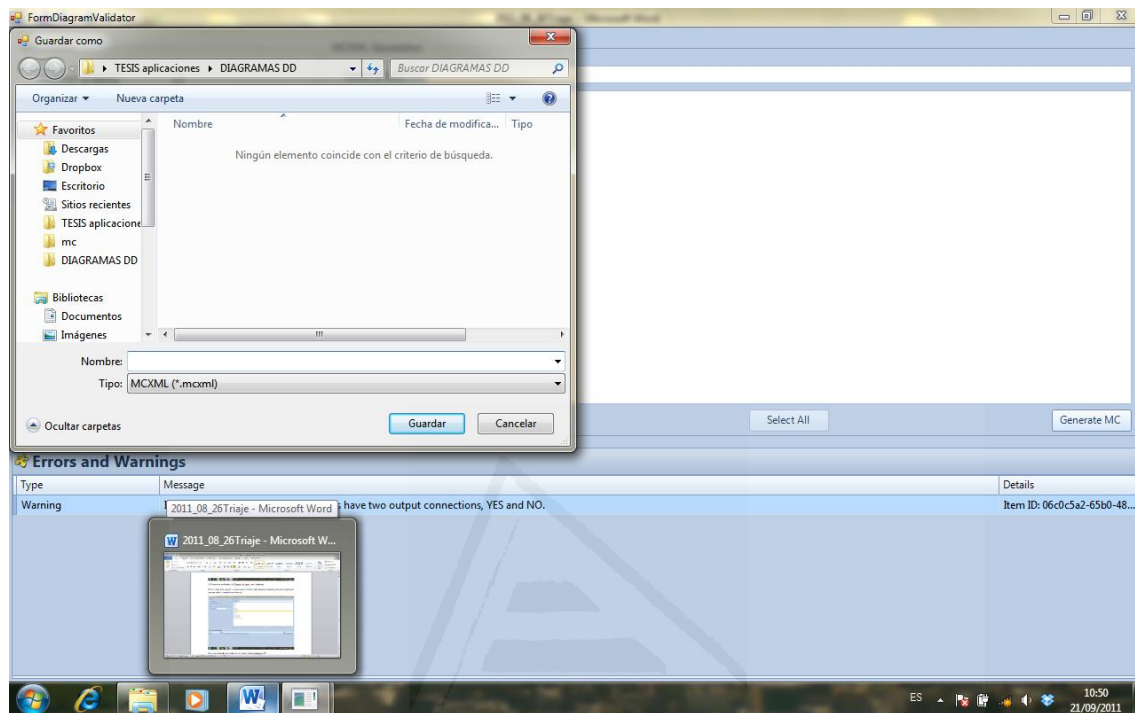 FormDiagramValidator
Guardar como
TESIS aplicaciones ▸ DIAGRAMAS DD
Buscar DIAGRAMAS DD
Organizar
Nueva carpeta
Nombre
Fecha de modifica...
Tipo
Ningún elemento coincide con el criterio de búsqueda.
Favoritos
Descargas
Dropbox
Escritorio
Sitios recientes
TESIS aplicacione
mc
DIAGRAMAS DD
Bibliotecas
Documentos
Imágenes
Nombre:
Tipo: MCXML (*.mcxml)
Ocultar carpetas
Guardar
Cancelar
Select All
Generate MC
Errors and Warnings
Type
Message
Details
Warning
have two output connections, YES and NO.
Item ID: 06c0c5a2-65b0-48...
2011_08_26Triaje - Microsoft Word
2011_08_26Triaje - Microsoft W...
ES
10:50
21/09/2011